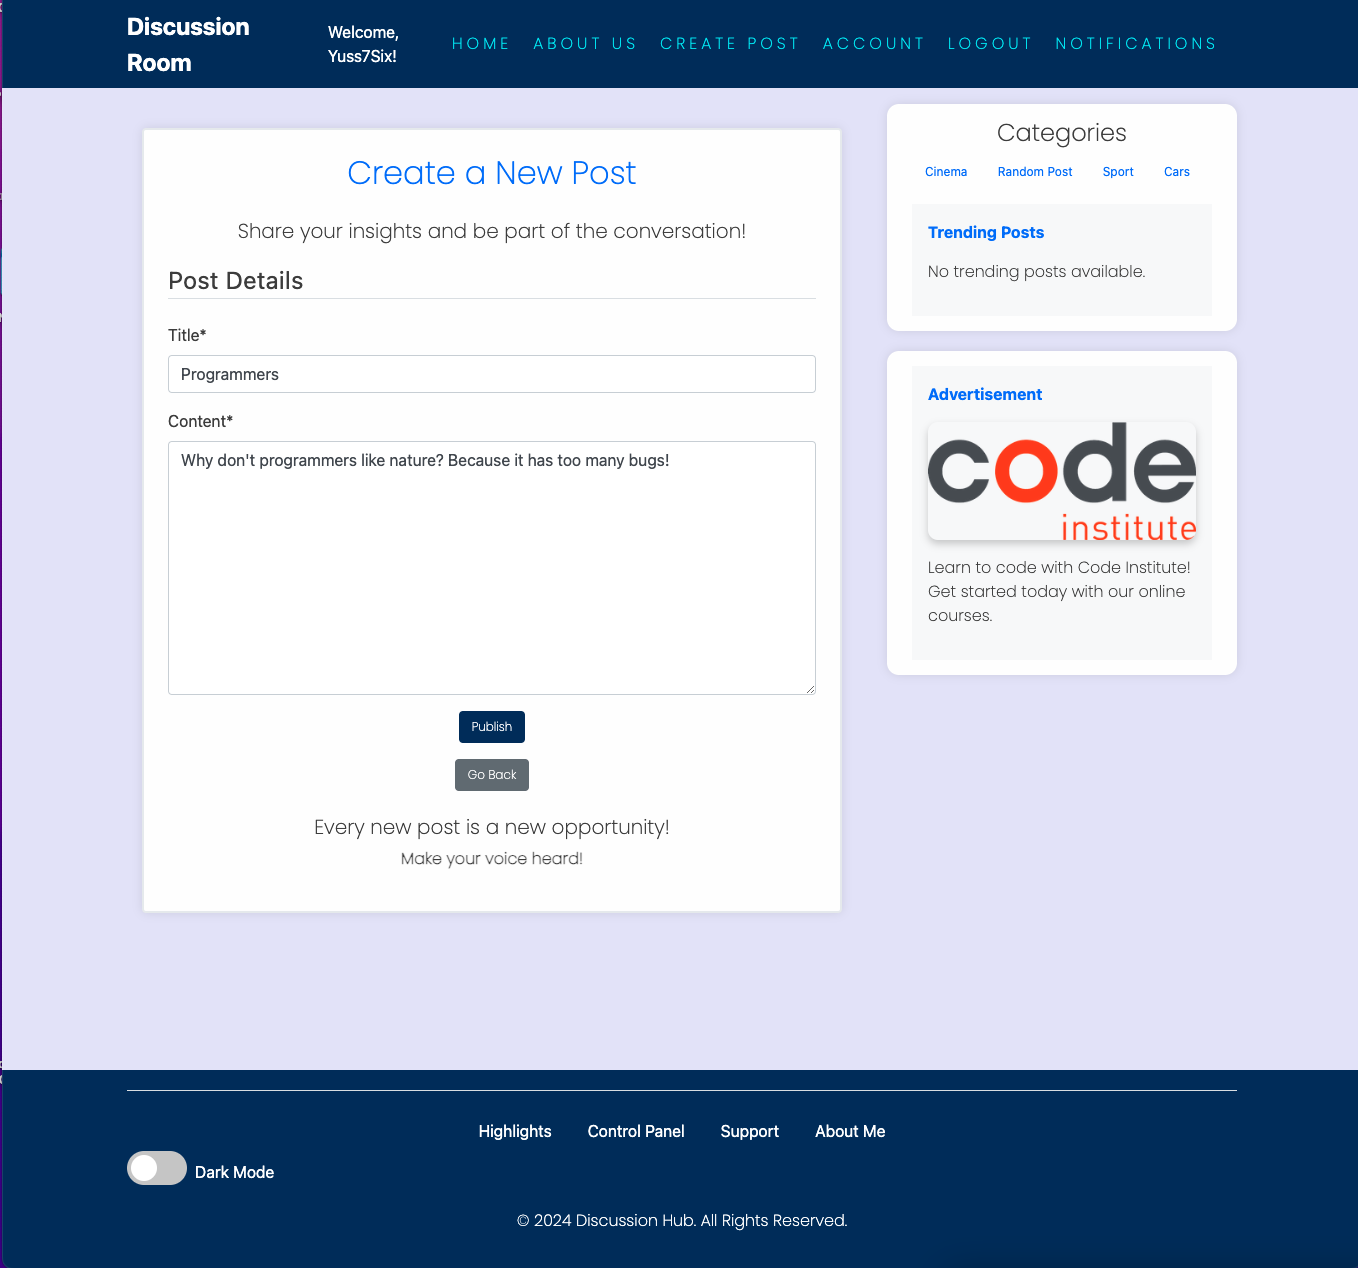 Discussion Room
Welcome, Yuss7Six!
HOME ABOUT US CREATE POST ACCOUNT LOGOUT NOTIFICATIONS
Create a New Post
Share your insights and be part of the conversation!
Post Details
Title*
Programmers
Content*
Why don't programmers like nature? Because it has too many bugs!
Publish
Go Back
Every new post is a new opportunity!
Make your voice heard!
Categories
Cinema Random Post Sport Cars
Trending Posts
No trending posts available.
Advertisement
code
institute
Learn to code with Code Institute!
Get started today with our online
courses.
Highlights Control Panel Support About Me
Dark Mode
© 2024 Discussion Hub. All Rights Reserved.